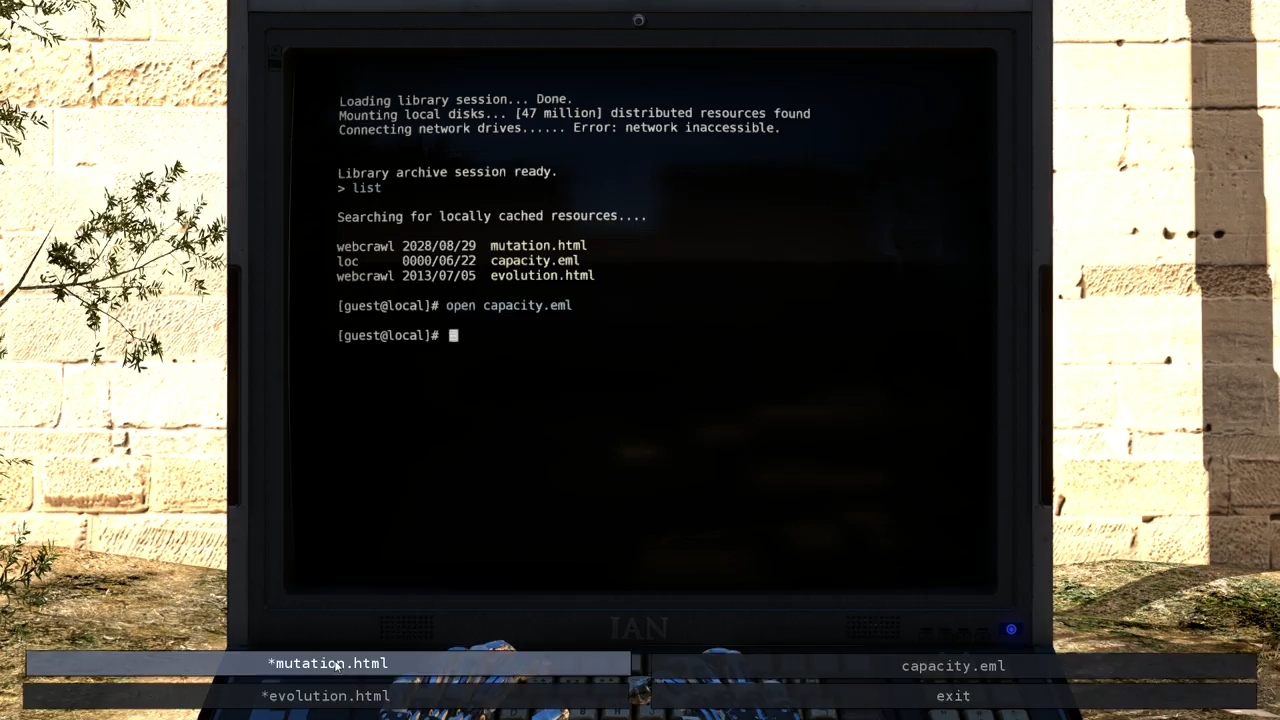 Loading library session... Done.
Mounting local disks... [47 million] distributed resources found
Connecting network drives...... Error: network inaccessible.
Library archive session ready.
> list
Searching for locally cached resources....
webcrawl 2028/08/29 mutation.html
loc 0000/06/22 capacity.eml
webcrawl 2013/07/05 evolution.html
[guest@local]# open capacity.eml
[guest@local]#
IAN
*mutation.html
capacity.eml
*evolution.html
exit